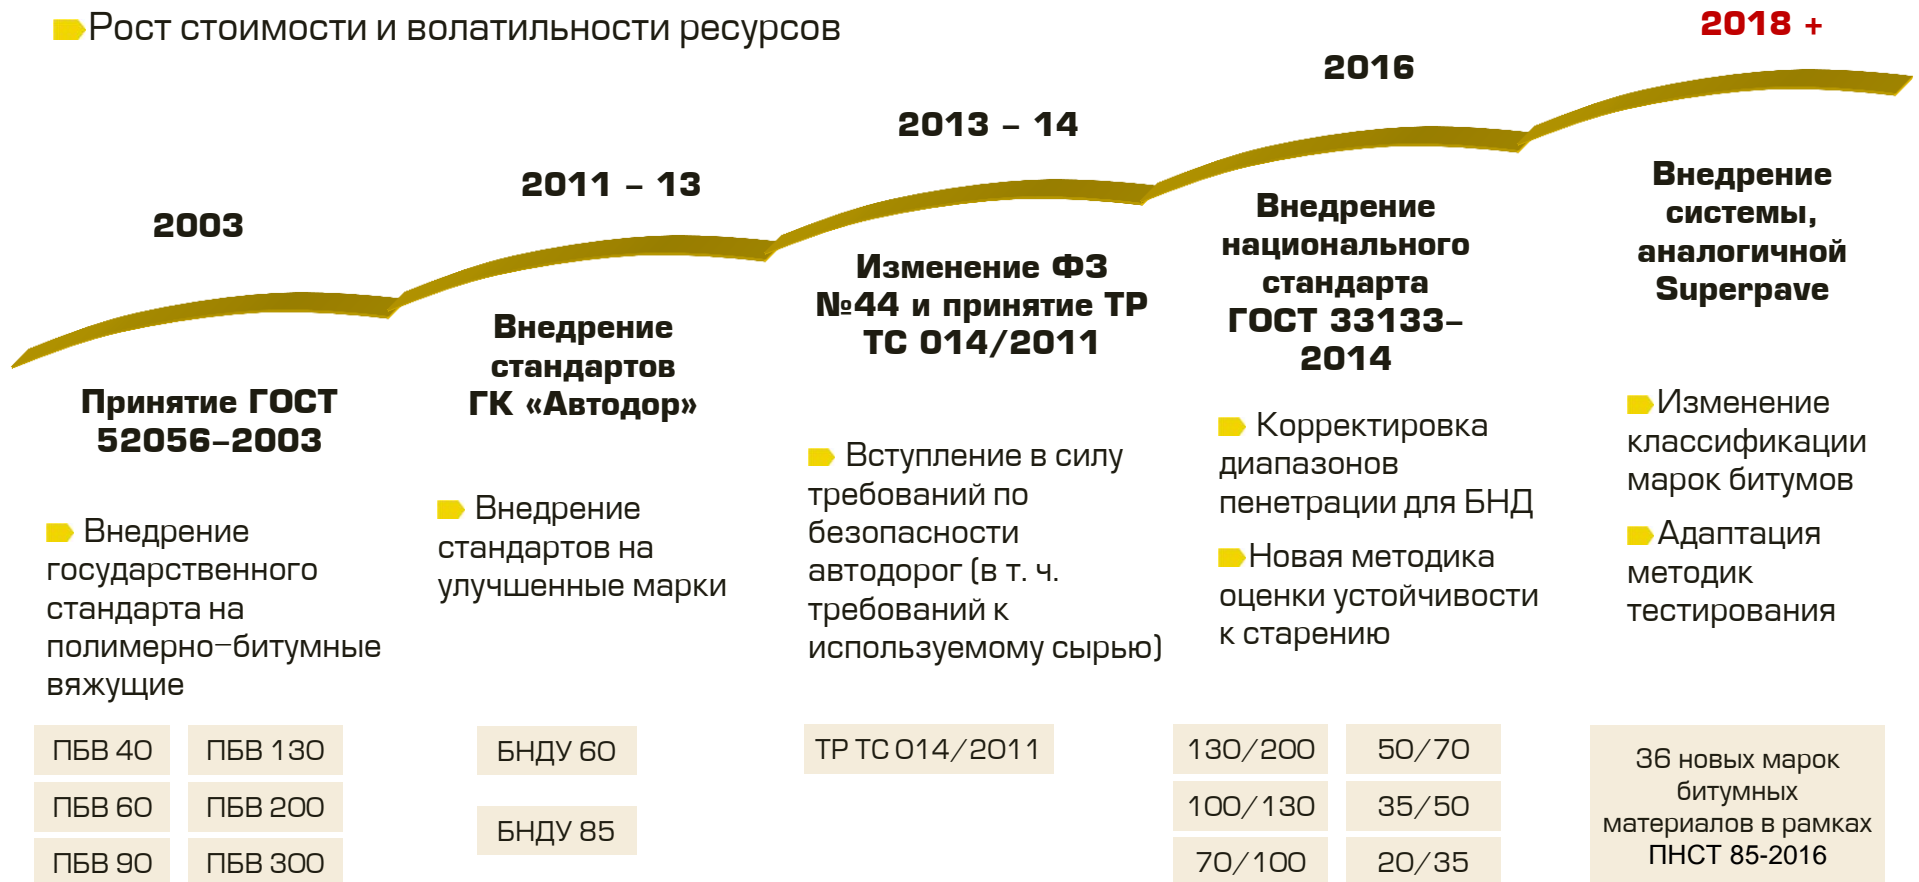 Рост стоимости и волатильности ресурсов
2003
Принятие ГОСТ
52056–2003
Внедрение
государственного
стандарта на
полимерно–битумные
вяжущие
ПБВ 40
ПБВ 130
ПБВ 60
ПБВ 200
ПБВ 90
ПБВ 300
2011 – 13
Внедрение
стандартов
ГК «Автодор»
Внедрение
стандартов на
улучшенные марки
БНДУ 60
БНДУ 85
2013 – 14
Изменение ФЗ
№44 и принятие ТР
ТС 014/2011
Вступление в силу
требований по
безопасности
автодорог (в т. ч.
требований к
используемому сырью)
ТР ТС 014/2011
2016
Внедрение
национального
стандарта
ГОСТ 33133–
2014
Корректировка
диапазонов
пенетрации для БНД
Новая методика
оценки устойчивости
к старению
130/200
50/70
100/130
35/50
70/100
20/35
2018 +
Внедрение
системы,
аналогичной
Superpave
Изменение
классификации
марок битумов
Адаптация
методик
тестирования
36 новых марок
битумных
материалов в рамках
ПНСТ 85-2016